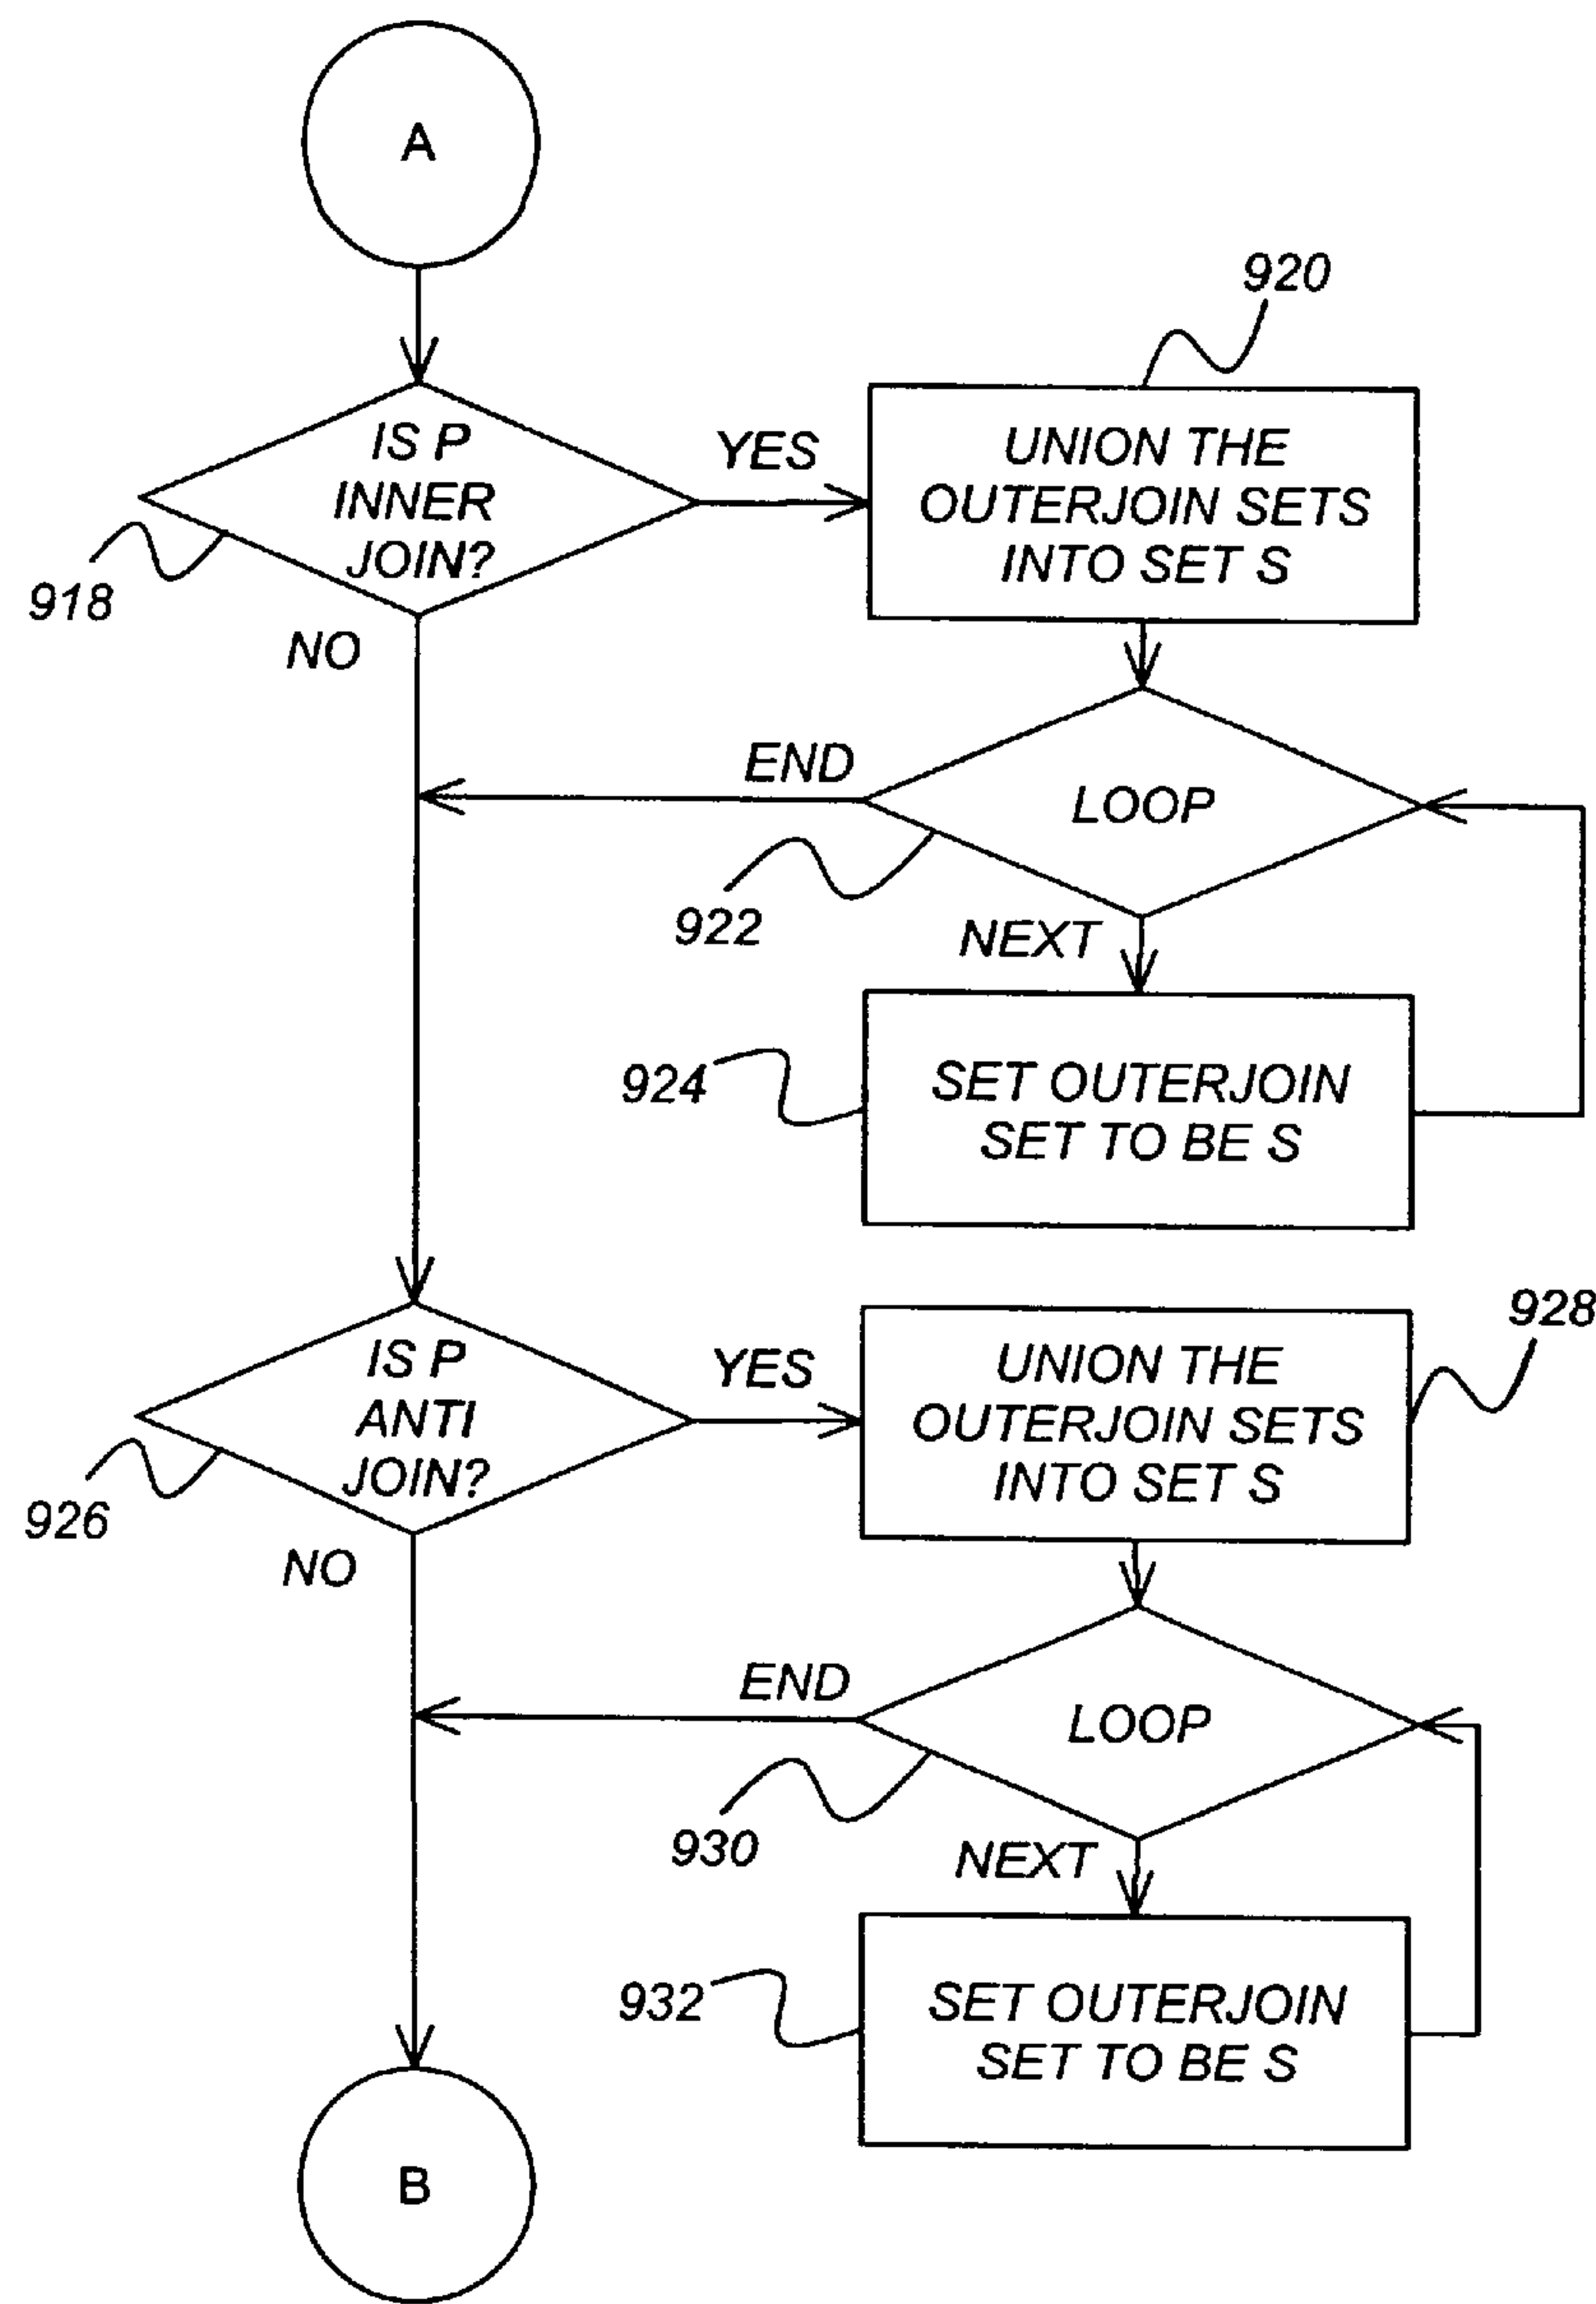 A
920
IS P
INNER
JOIN?
YES
UNION THE
OUTERJOIN SETS
INTO SET S
918
NO
END
LOOP
922
NEXT
924
SET OUTERJOIN
SET TO BE S
928
IS P
ANTI
JOIN?
YES
UNION THE
OUTERJOIN SETS
INTO SET S
926
NO
END
LOOP
930
NEXT
932
SET OUTERJOIN
SET TO BE S
B